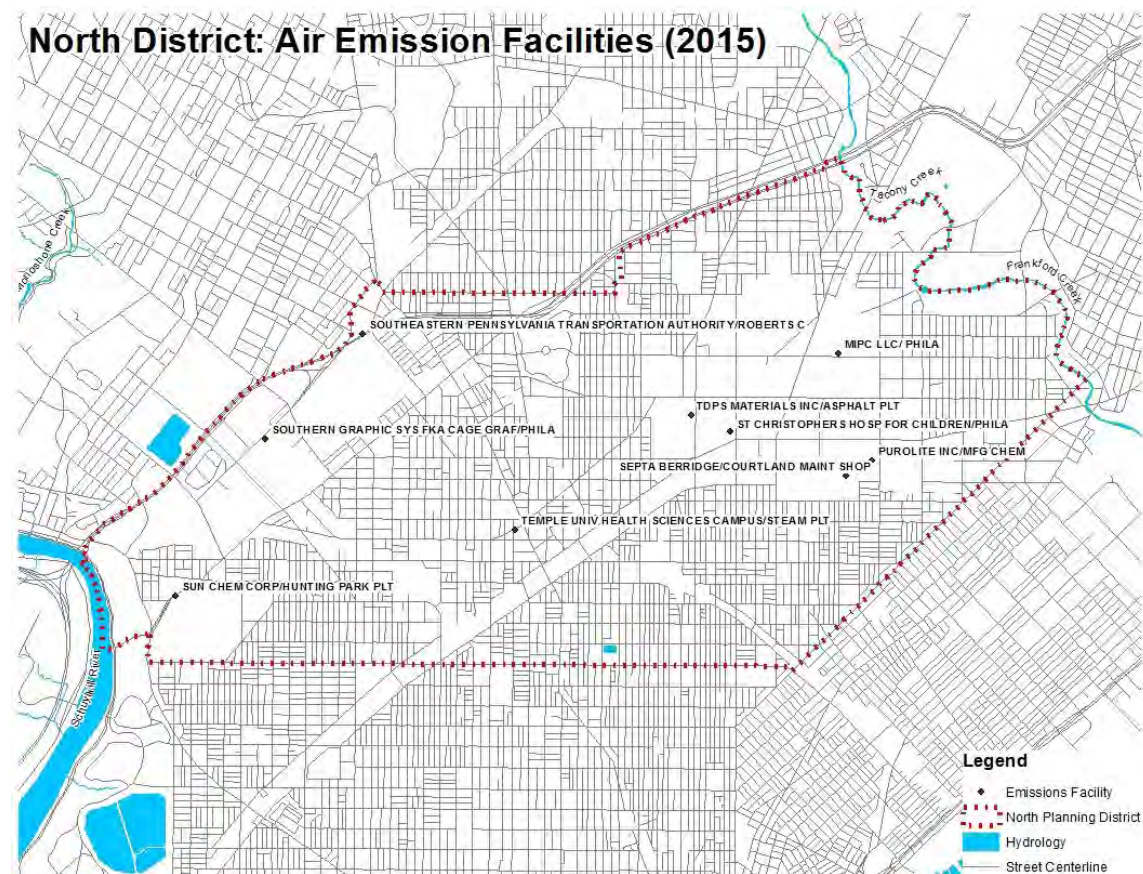 North District: Air Emission Facilities (2015)
Tacony Creek
Monoshone Creek
Frankford Creek
SOUTHEASTERN PENNSYLVANIA TRANSPORTATION AUTHORITY/ROBERTS C
MIPC LLC/ PHILA
TDPS MATERIALS INC/ASPHALT PLT
SOUTHERN GRAPHIC SYS FKA CAGE GRAF/PHILA
ST CHRISTOPHERS HOSP FOR CHILDREN/PHILA
PUROLITE INC/MFG CHEM
SEPTA BERRIDGE/COURTLAND MAINT SHOP
TEMPLE UNIV HEALTH SCIENCES CAMPUS/STEAM PLT
SUN CHEM CORP/HUNTING PARK PLT
Schuylkill River
Legend
Emissions Facility
North Planning District
Hydrology
Street Centerline